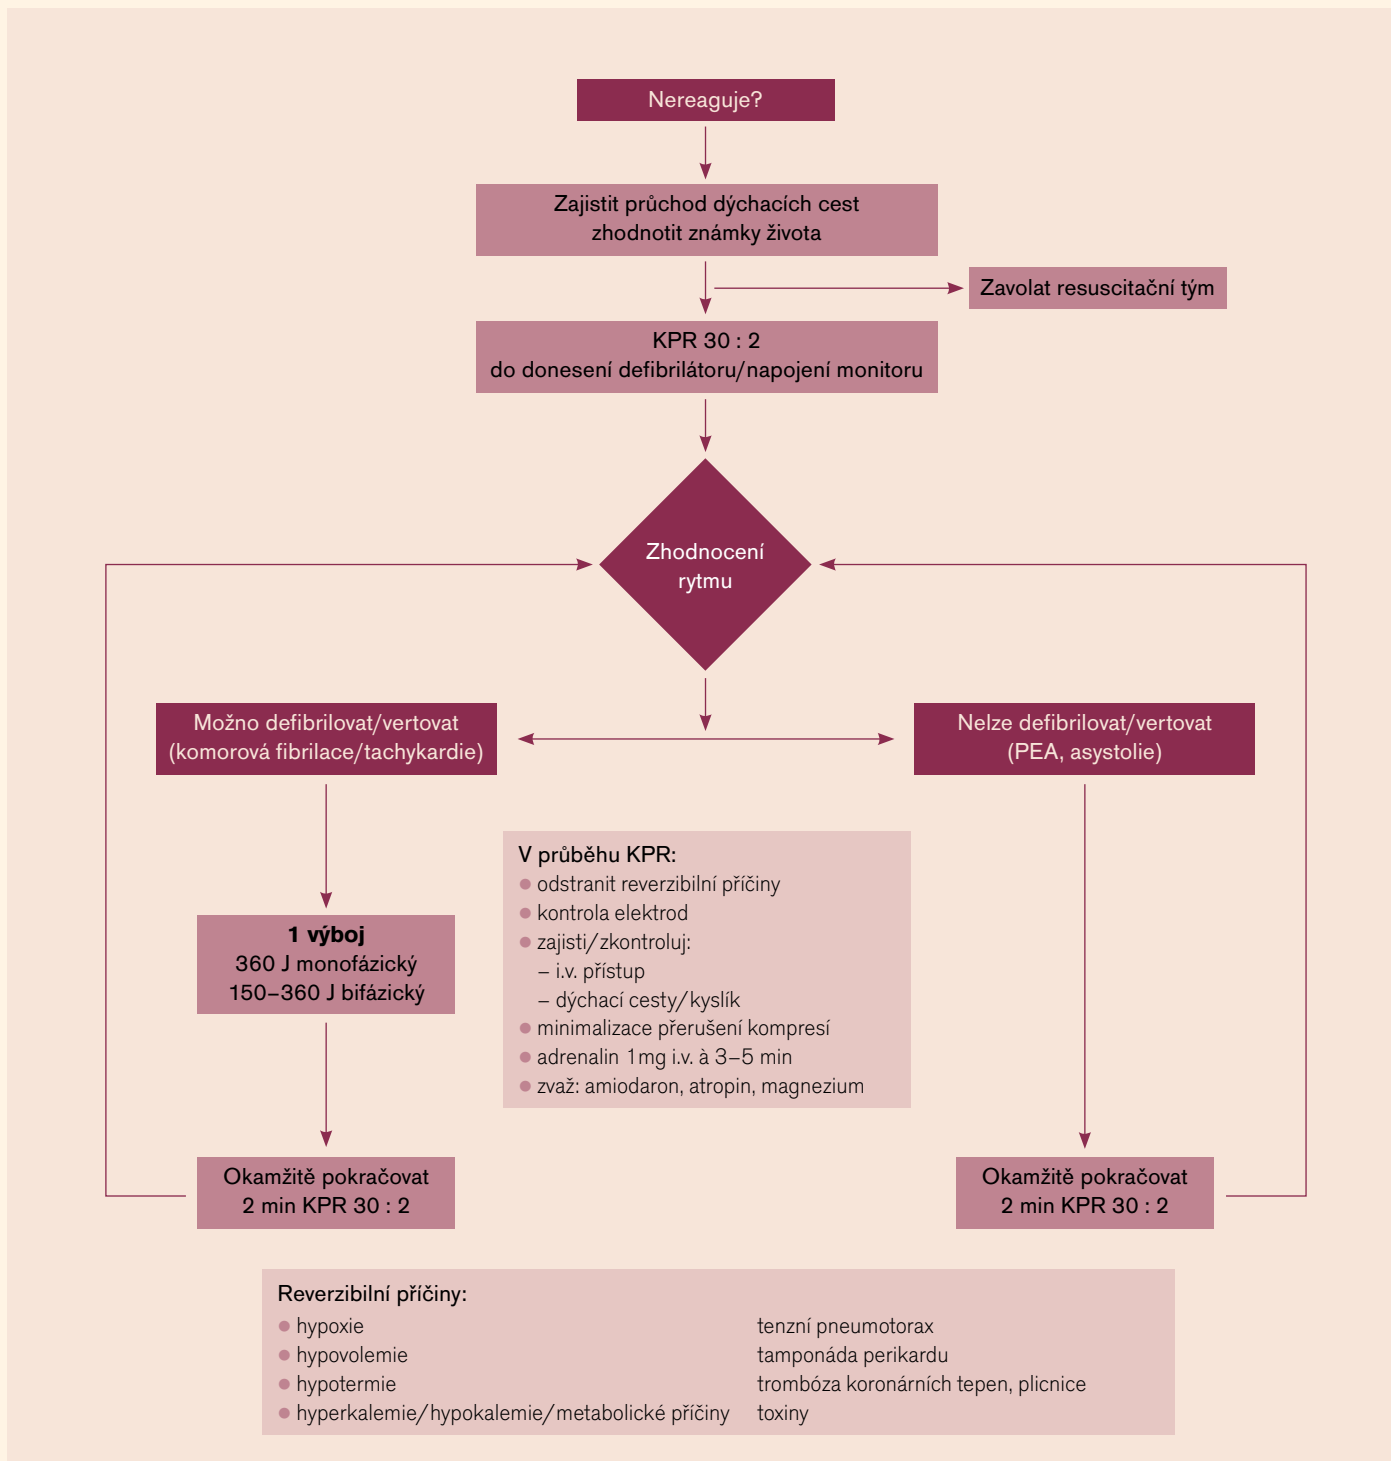 Nereaguje?
Zajistit průchod dýchacích cest
zhodnotit známky života
Zavolat resuscitační tým
KPR 30 : 2
do donesení defibrilátoru/napojení monitoru
Zhodnocení
rytmu
Možno defibrilovat/vertovat
(komorová fibrilace/tachykardie)
Nelze defibrilovat/vertovat
(PEA, asystolie)
1 výboj
360 J monofázický
150–360 J bifázický
V průběhu KPR:
● odstranit reverzibilní příčiny
● kontrola elektrod
● zajisti/zkontroluj:
– i.v. přístup
– dýchací cesty/kyslík
● minimalizace přerušení kompresí
● adrenalin 1mg i.v. à 3–5 min
● zvaž: amiodaron, atropin, magnezium
Okamžitě pokračovat
2 min KPR 30 : 2
Okamžitě pokračovat
2 min KPR 30 : 2
Reverzibilní příčiny:
● hypoxie
● hypovolemie
● hypotermie
● hyperkalemie/hypokalemie/metabolické příčiny
tenzní pneumotorax
tamponáda perikardu
trombóza koronárních tepen, plicnice
toxiny